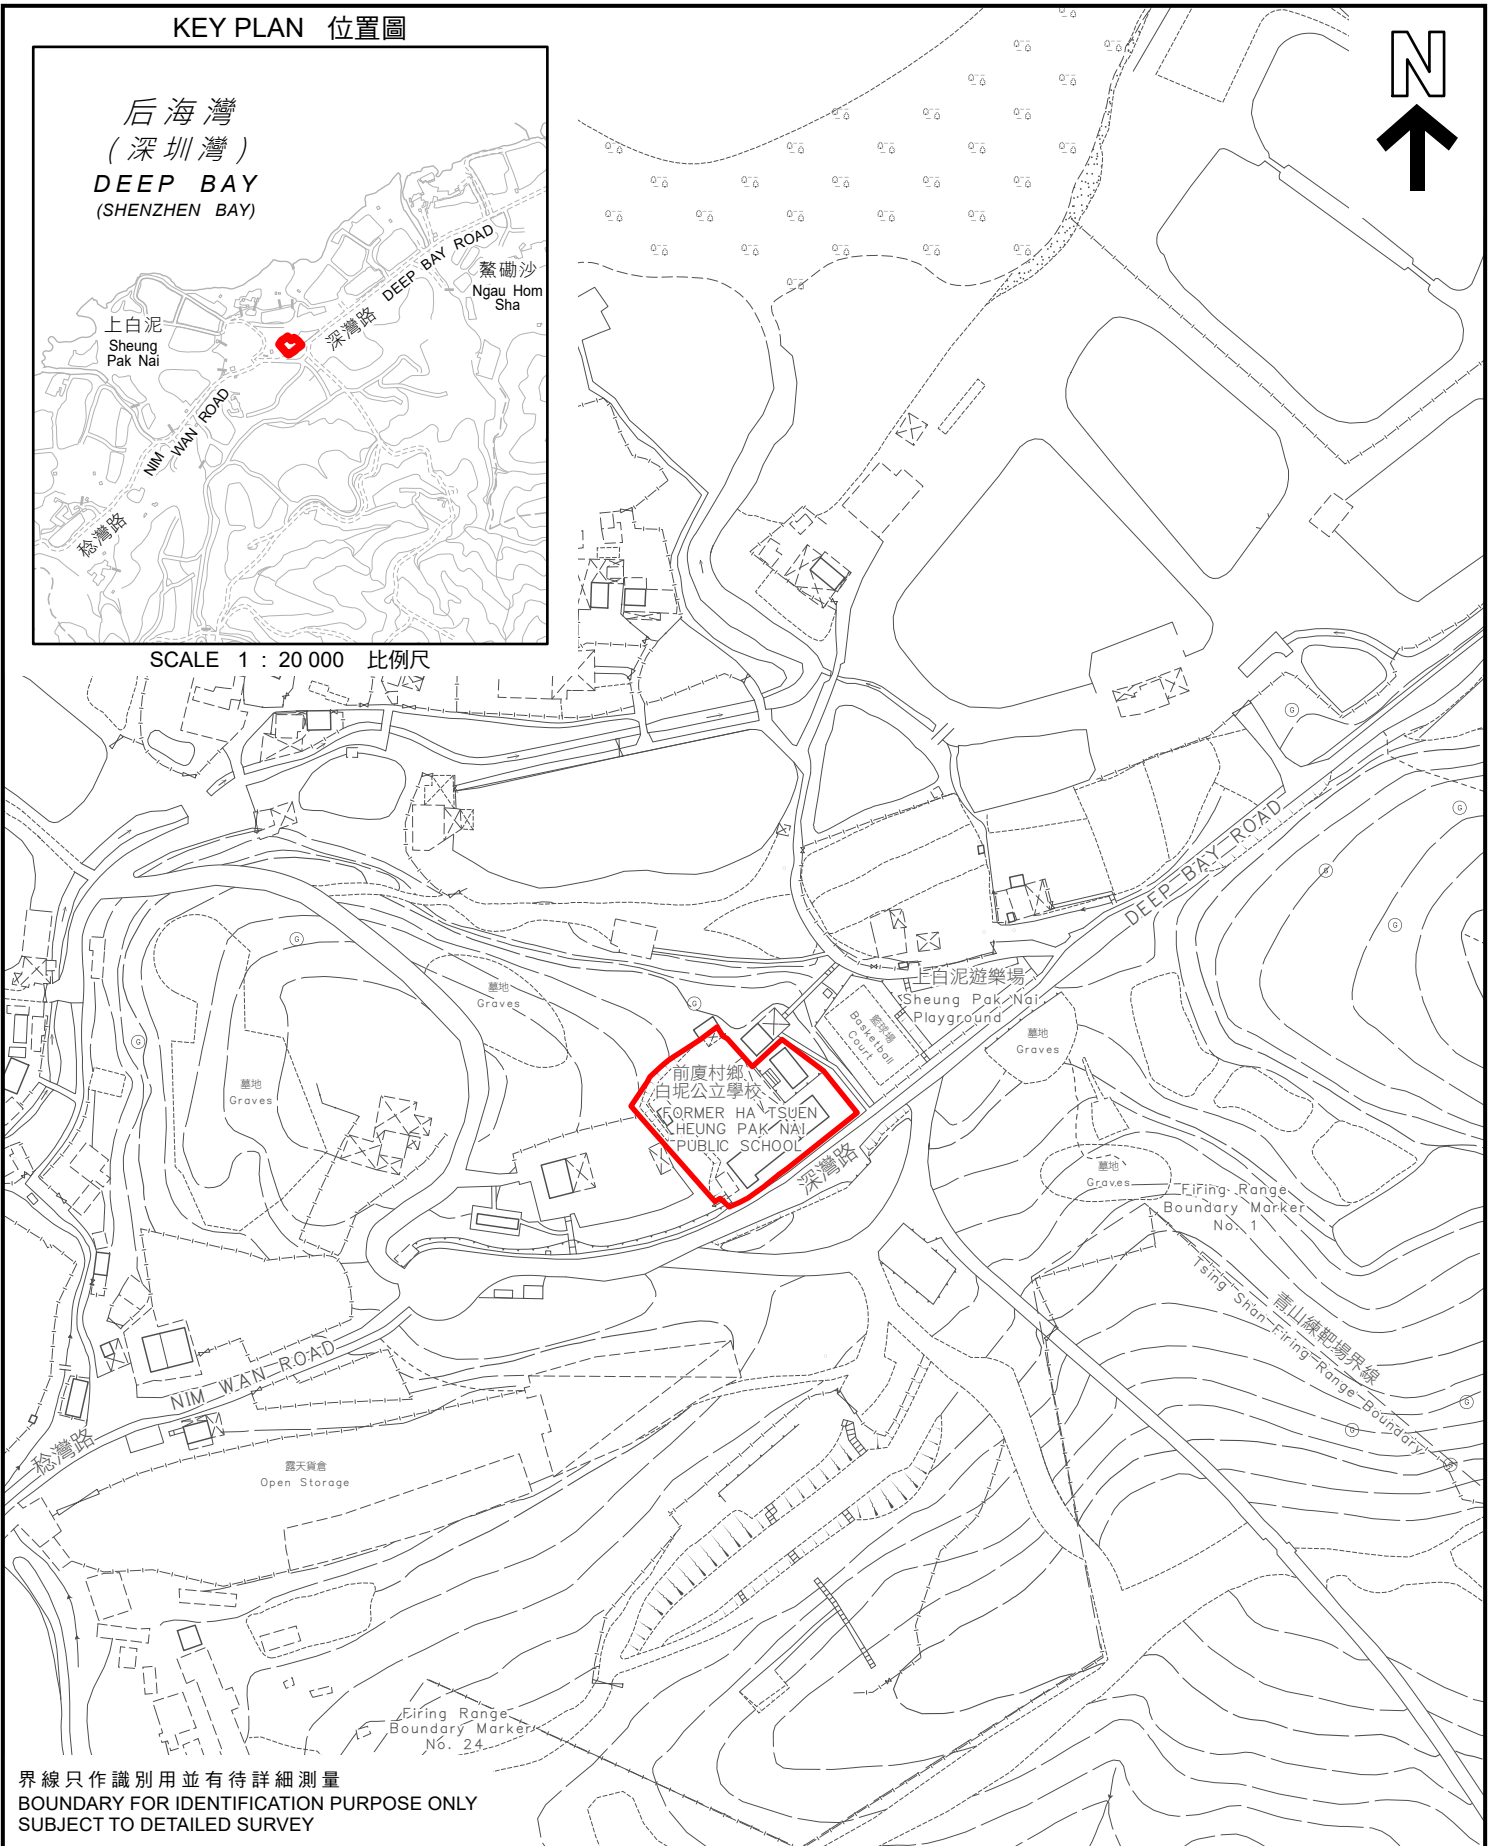 KEY PLAN 位置圖
N
后海灣
(深圳灣)
DEEP BAY
(SHENZHEN BAY)
DEEP BAY ROAD
深灣路
鰲磡沙
Ngau Hom
Sha
上白泥
Sheung
Pak Nai
NIM WAN ROAD
稔灣路
SCALE 1 : 20 000 比例尺
G
G
DEEP BAY ROAD
G
G
G
上白泥遊樂場
Sheung Pak Nai
Playground
籃球場
Basketball
Court
墓地
Graves
G
G
墓地
Graves
墓地
Graves
G
前廈村鄉
白坭公立學校
FORMER HA TSUEN
HEUNG PAK NAI
PUBLIC SCHOOL
深灣路
墓地
Graves
Firing Range
Boundary Marker
No. 1
青山練靶場界線
Tsing Shan Firing Range Boundary
G
G
G
NIM WAN ROAD
稔灣路
露天貨倉
Open Storage
Firing Range
Boundary Marker
No. 24
界線只作識別用並有待詳細測量
BOUNDARY FOR IDENTIFICATION PURPOSE ONLY
SUBJECT TO DETAILED SURVEY